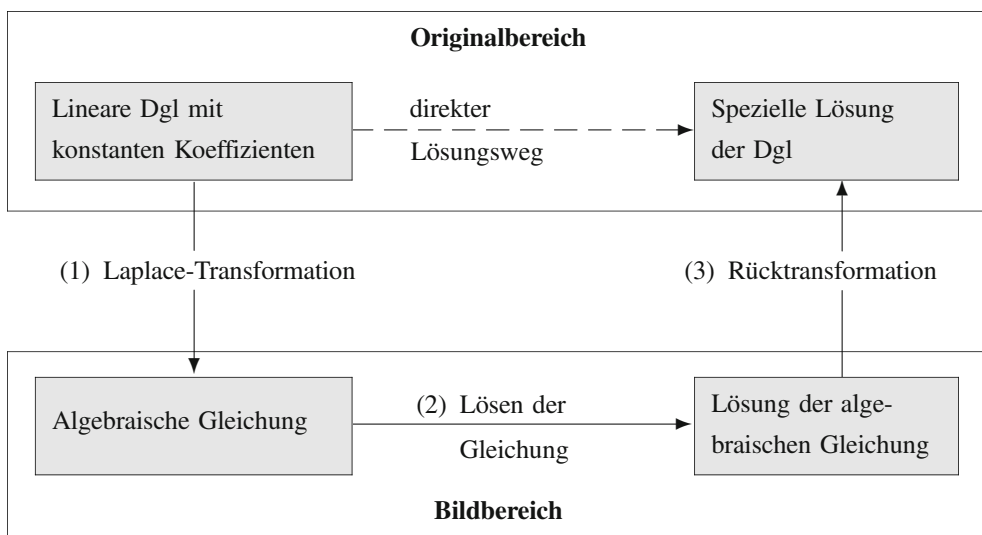 Originalbereich
Lineare Dgl mit
konstanten Koeffizienten
direkter
Lösungsweg
Spezielle Lösung
der Dgl
(1) Laplace-Transformation
(3) Rücktransformation
Algebraische Gleichung
(2) Lösen der
Gleichung
Lösung der alge-
braischen Gleichung
Bildbereich